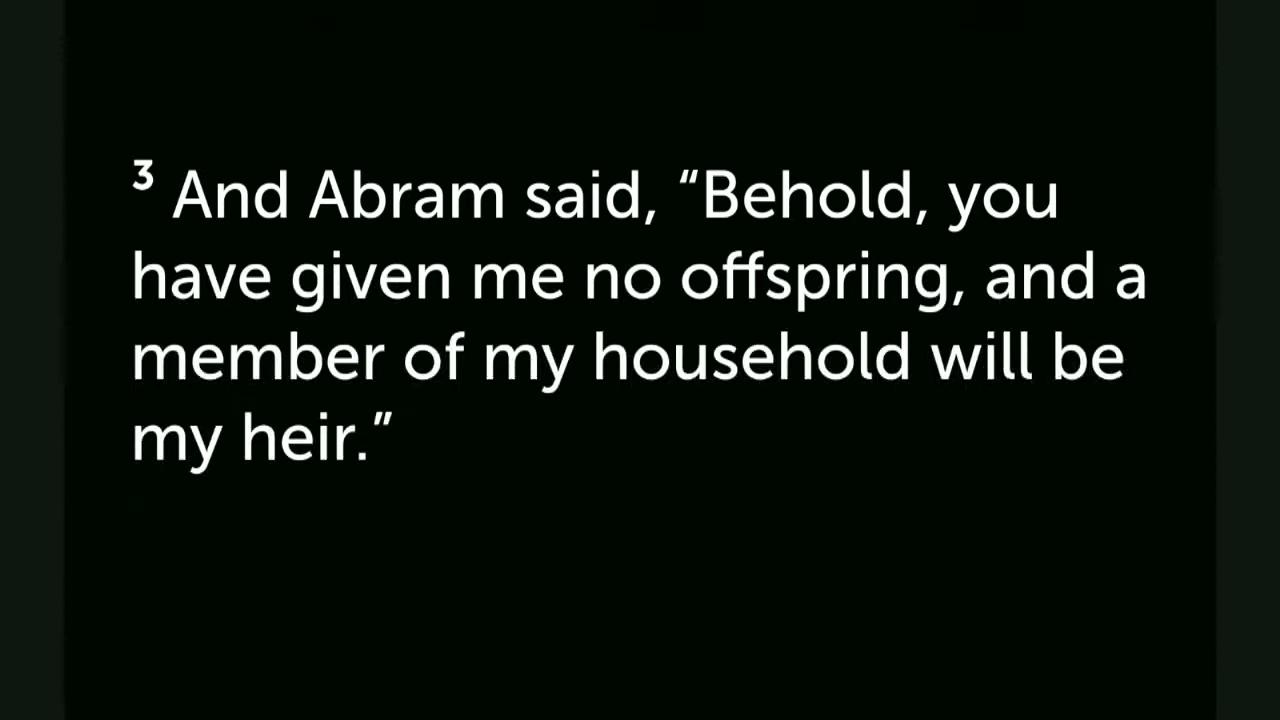 ³ And Abram said, “Behold, you
have given me no offspring, and a
member of my household will be
my heir.”